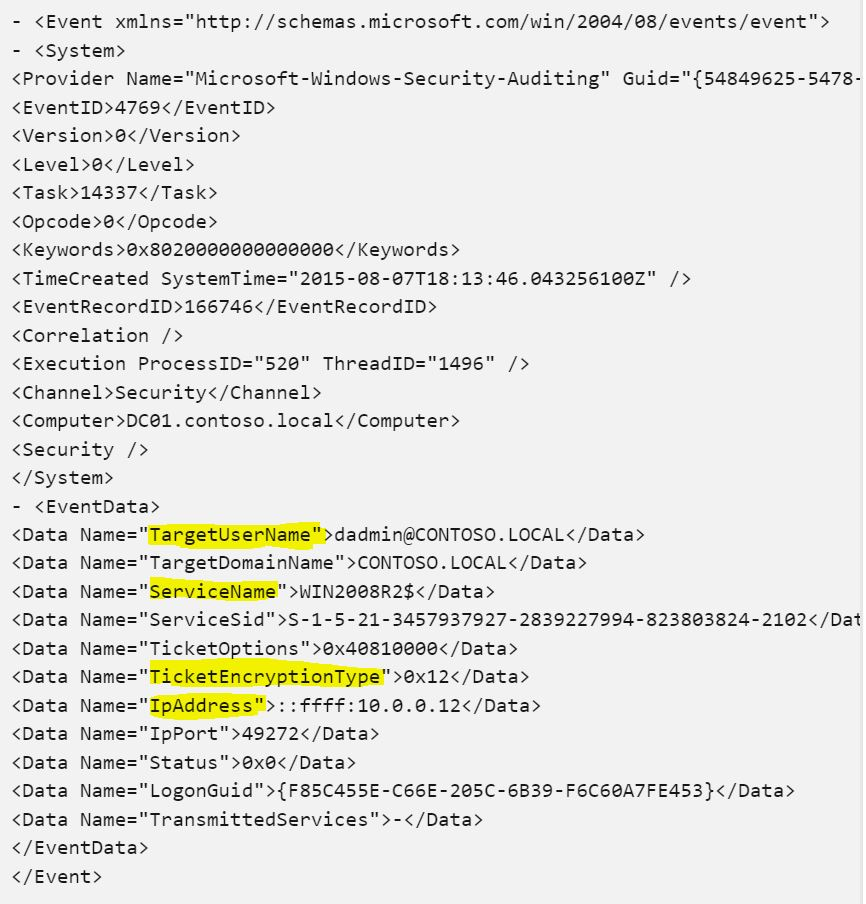 - <Event xmlns="http://schemas.microsoft.com/win/2004/08/events/event">
- <System>
<Provider Name="Microsoft-Windows-Security-Auditing" Guid="{54849625-5478-
<EventID>4769</EventID>
<Version>0</Version>
<Level>0</Level>
<Task>14337</Task>
<Opcode>0</Opcode>
<Keywords>0x8020000000000000</Keywords>
<TimeCreated SystemTime="2015-08-07T18:13:46.043256100Z" />
<EventRecordID>166746</EventRecordID>
<Correlation />
<Execution ProcessID="520" ThreadID="1496" />
<Channel>Security</Channel>
<Computer>DC01.contoso.local</Computer>
<Security />
</System>
- <EventData>
<Data Name="TargetUserName">dadmin@CONTOSO.LOCAL</Data>
<Data Name="TargetDomainName">CONTOSO.LOCAL</Data>
<Data Name="ServiceName">WIN2008R2$</Data>
<Data Name="ServiceSid">S-1-5-21-3457937927-2839227994-823803824-2102</Dat
<Data Name="TicketOptions">0x40810000</Data>
<Data Name="TicketEncryptionType">0x12</Data>
<Data Name="IpAddress">::ffff:10.0.0.12</Data>
<Data Name="IpPort">49272</Data>
<Data Name="Status">0x0</Data>
<Data Name="LogonGuid">{F85C455E-C66E-205C-6B39-F6C60A7FE453}</Data>
<Data Name="TransmittedServices">-</Data>
</EventData>
</Event>